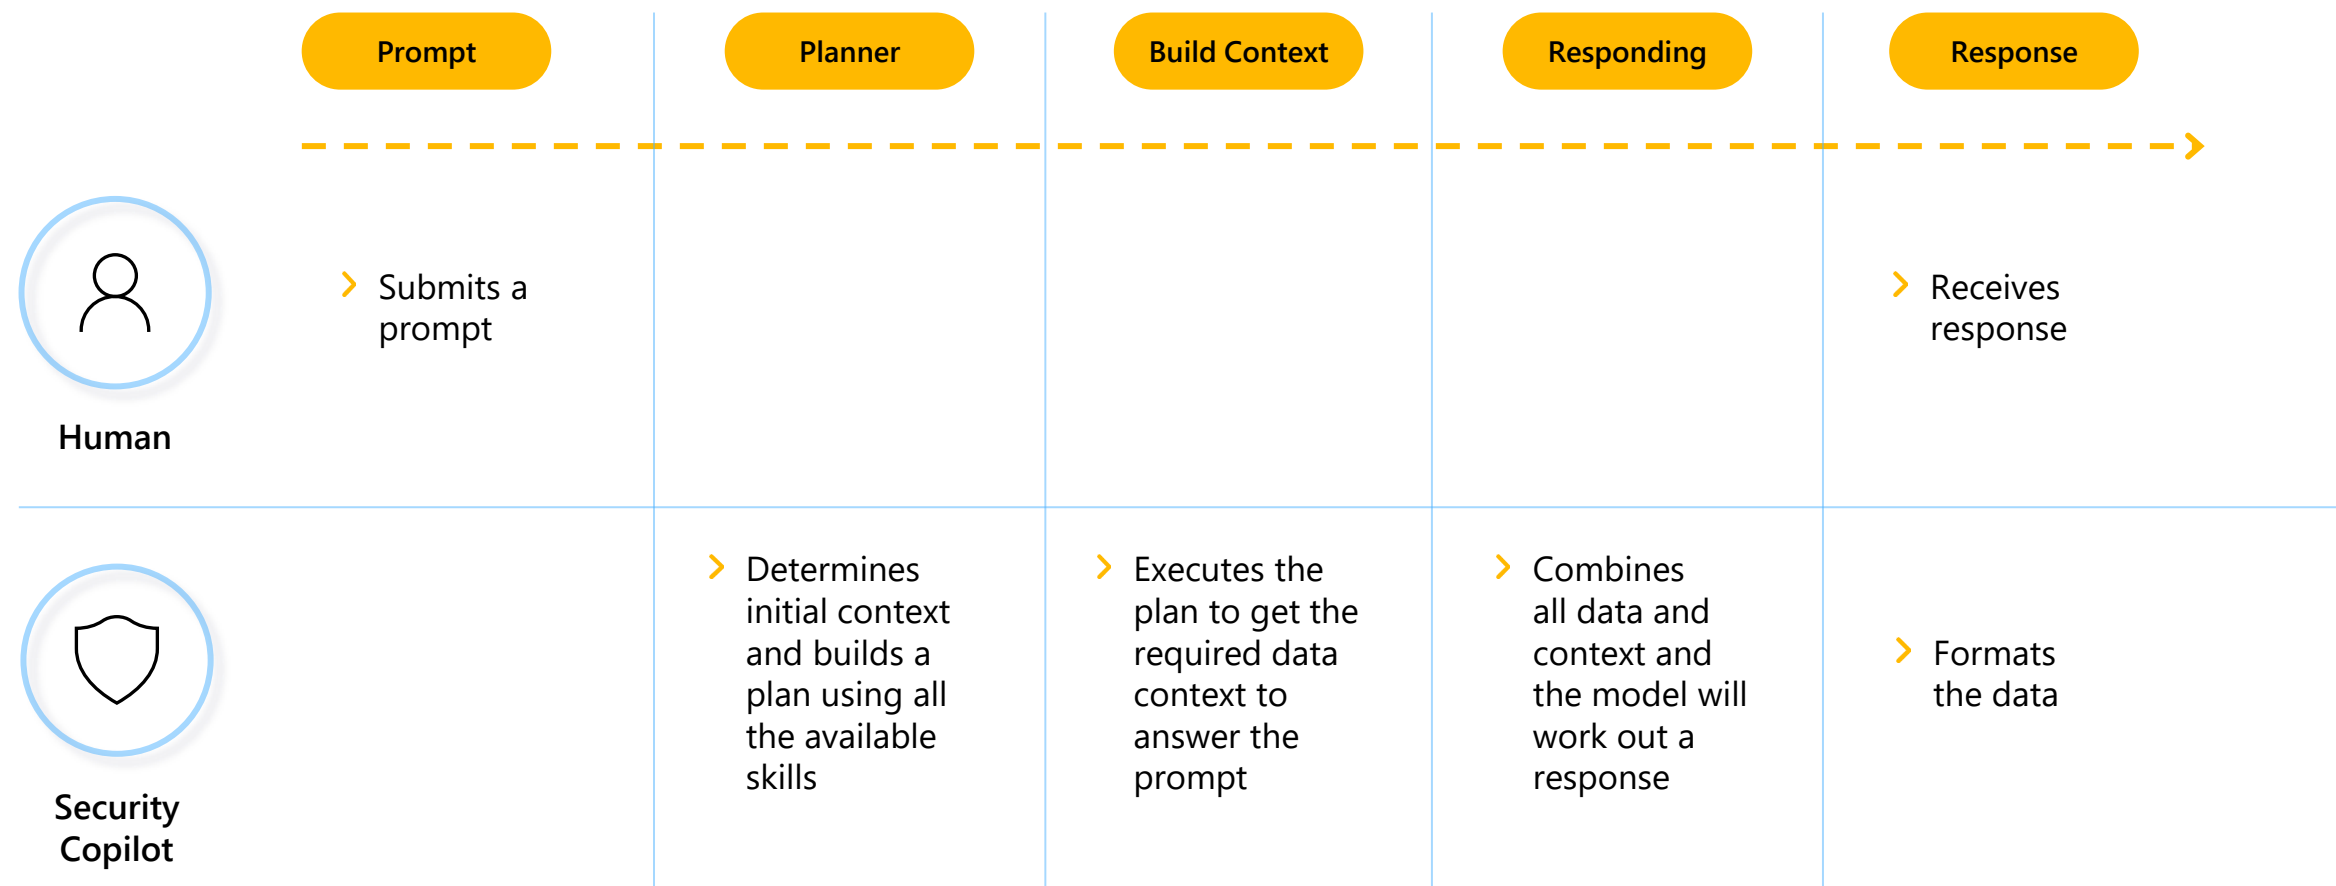 Prompt
Planner
Build Context
Responding
Response
Submits a
prompt
Receives
response
Human
Determines
initial context
and builds a
plan using all
the available
skills
Executes the
plan to get the
required data
context to
answer the
prompt
Combines
all data and
context and
the model will
work out a
response
Formats
the data
Security
Copilot